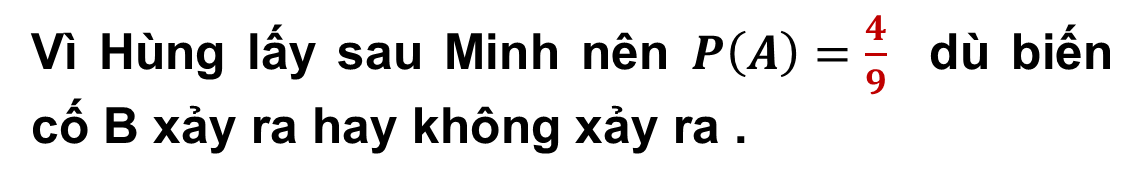 Vì Hùng lấy sau Minh nên P(A) = 4/9 dù biến
cố B xảy ra hay không xảy ra .